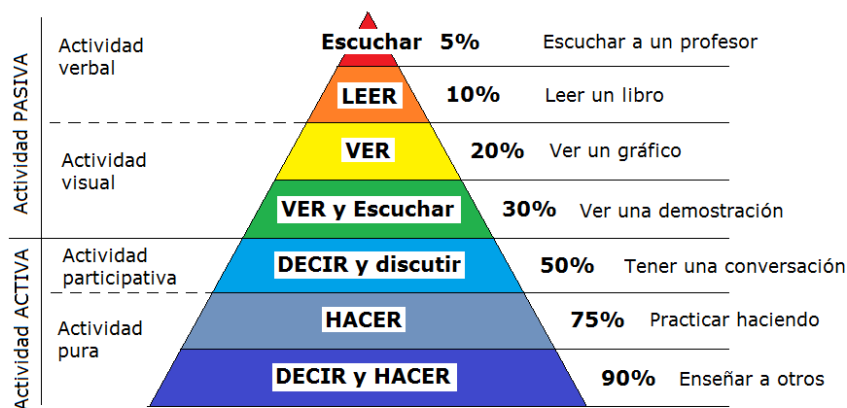 Actividad PASIVA
Actividad
verbal
Escuchar 5% Escuchar a un profesor
LEER 10% Leer un libro
Actividad
visual
VER 20% Ver un gráfico
VER y Escuchar 30% Ver una demostración
Actividad ACTIVA
Actividad
participativa
DECIR y discutir 50% Tener una conversación
Actividad
pura
HACER 75% Practicar haciendo
DECIR y HACER 90% Enseñar a otros